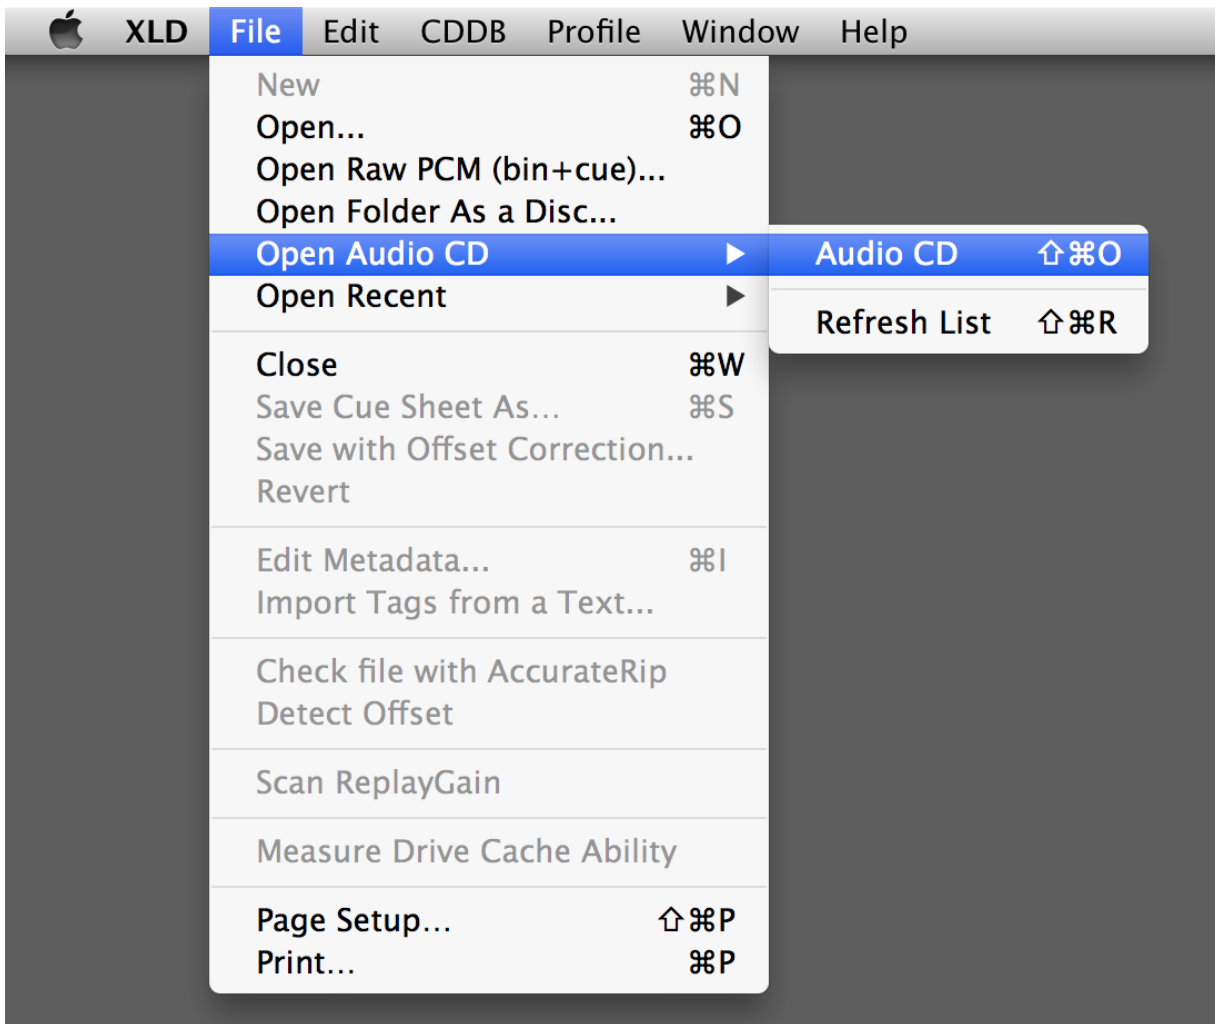 XLD File Edit CDDB Profile Window Help
New ⌘N
Open... ⌘O
Open Raw PCM (bin+cue)...
Open Folder As a Disc...
Open Audio CD ▶ Audio CD ⇧⌘O
Open Recent ▶
Refresh List ⇧⌘R
Close ⌘W
Save Cue Sheet As... ⌘S
Save with Offset Correction...
Revert
Edit Metadata... ⌘I
Import Tags from a Text...
Check file with AccurateRip
Detect Offset
Scan ReplayGain
Measure Drive Cache Ability
Page Setup... ⇧⌘P
Print... ⌘P